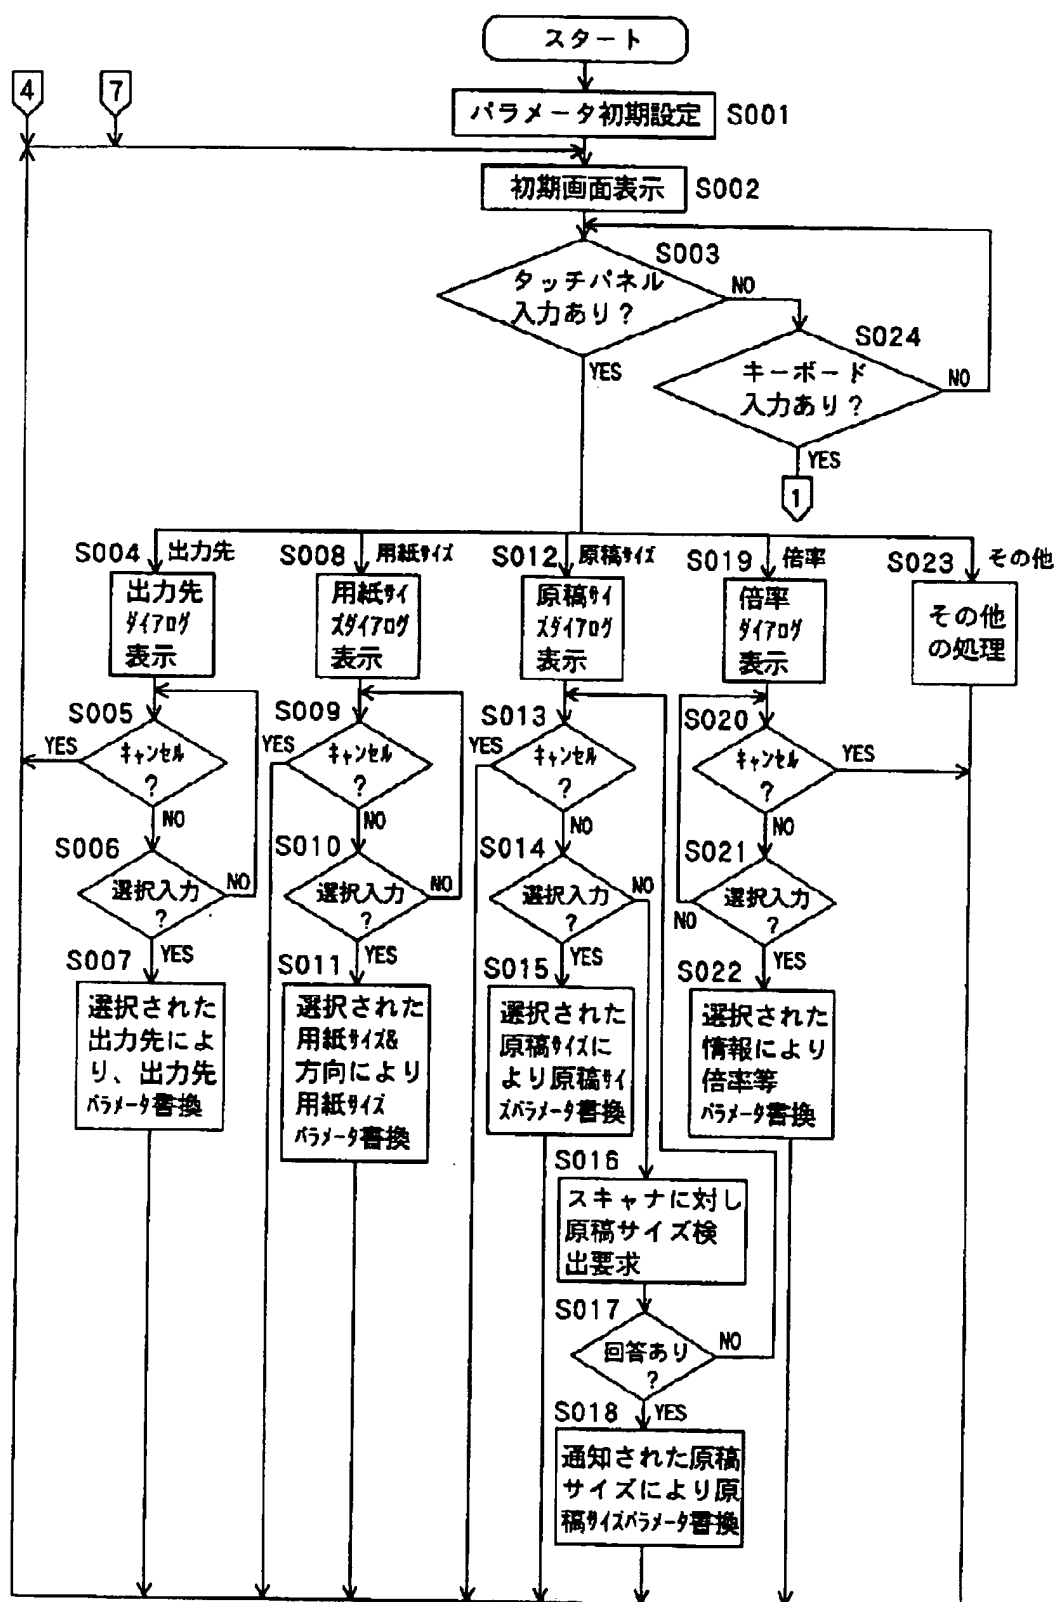 スタート
4
7
パラメータ初期設定 S001
初期画面表示 S002
S003
タッチパネル
入力あり?
NO
YES
S024
キーボード
入力あり?
NO
YES
1
S004 出力先
出力先
ダイアログ
表示
S005
YES
キャンセル
?
NO
S006
選択入力
?
NO
YES
S007
選択された
出力先によ
り、出力先
パラメータ書換
S008 用紙サイズ
用紙サイ
ズダイアログ
表示
S009
YES
キャンセル
?
NO
S010
選択入力
?
NO
YES
S011
選択された
用紙サイズ&
方向により
用紙サイズ
パラメータ書換
S012 原稿サイズ
原稿サイ
ズダイアログ
表示
S013
YES
キャンセル
?
NO
S014
選択入力
?
NO
YES
S015
選択された
原稿サイズに
より原稿サイ
ズパラメータ書換
S016
スキャナに対し
原稿サイズ検
出要求
S017
回答あり
?
NO
YES
S018
通知された原稿
サイズにより原
稿サイズパラメータ書換
S019 倍率
倍率
ダイアログ
表示
S020
キャンセル
?
YES
NO
S021
選択入力
?
NO
YES
S022
選択された
情報により
倍率等
パラメータ書換
S023 その他
その他
の処理